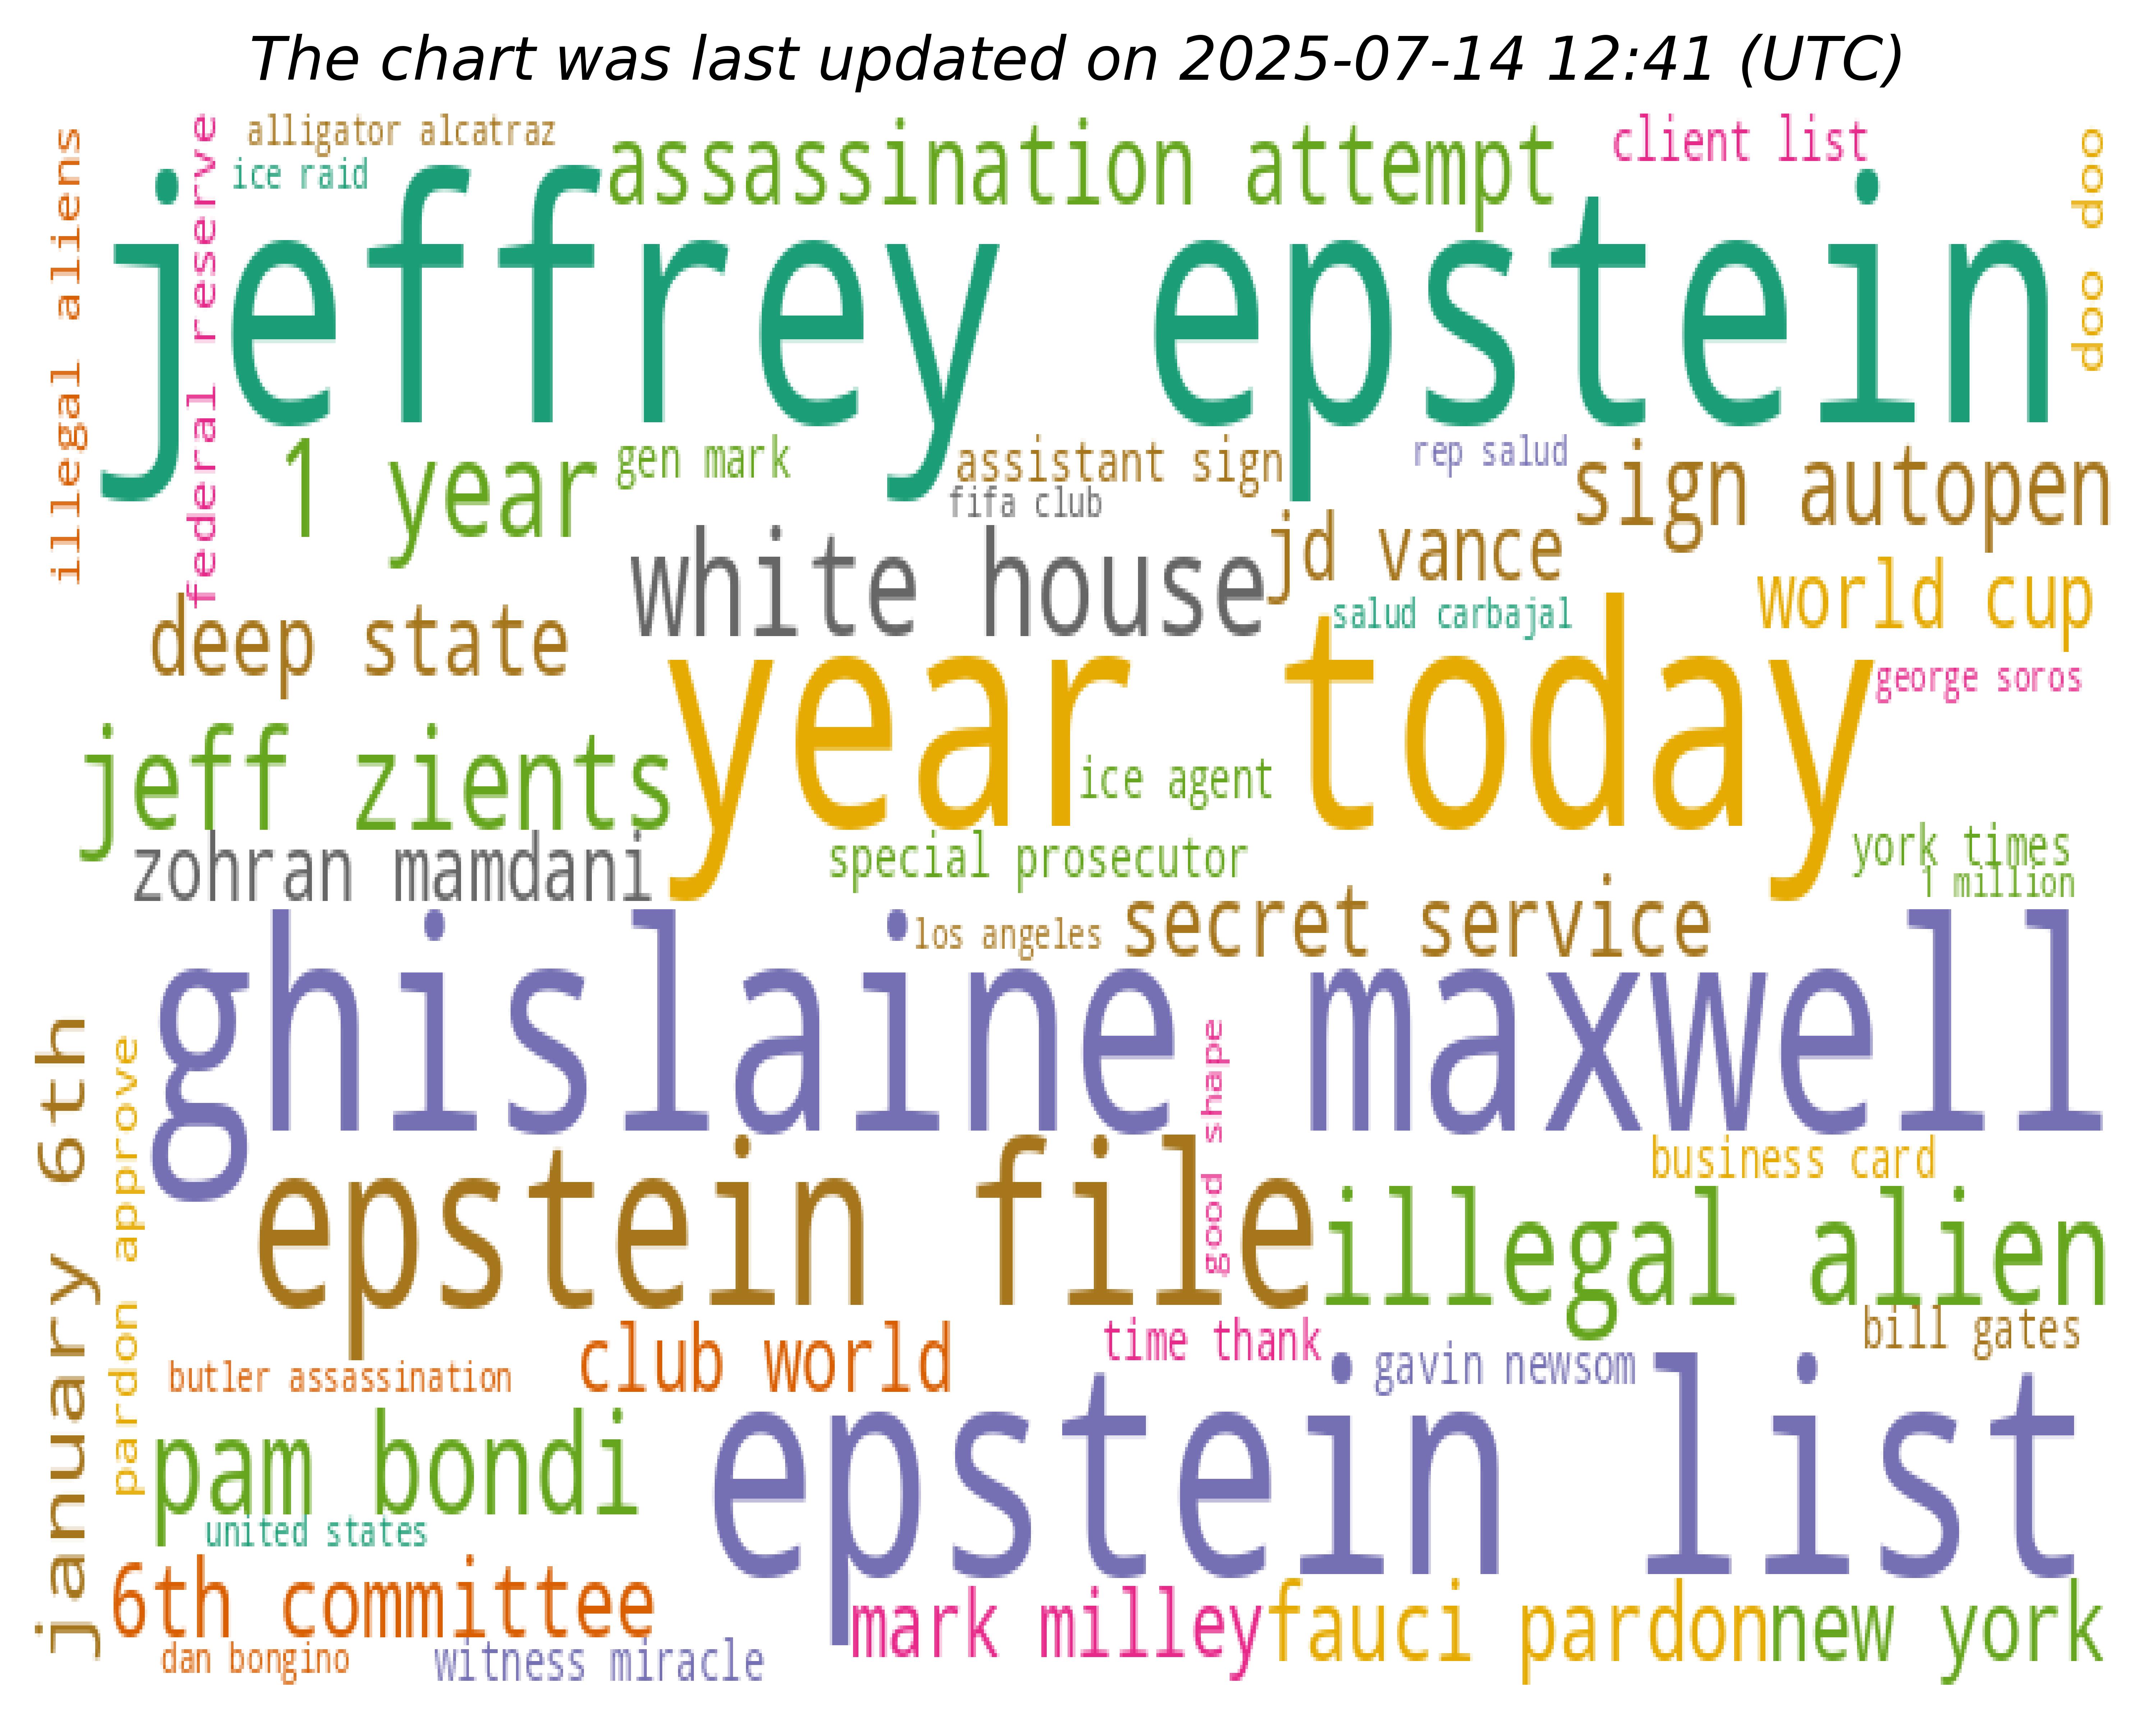 The chart was last updated on 2025-07-14 12:41 (UTC)
illegal aliens
federal reserve
alligator alcatraz
ice raid
assassination attempt
client list
doo doo
jeffrey epstein
1 year
gen mark
assistant sign
fifa club
rep salud
sign autopen
white house
jd vance
world cup
deep state
salud carbajal
year today
george soros
jeff zients
ice agent
zohran mamdani
special prosecutor
york times
1 million
los angeles
secret service
ghislaine maxwell
january 6th
pardon approve
good shape
business card
epstein file
illegal alien
bill gates
butler assassination
club world
time thank
gavin newsom
pam bondi
epstein list
united states
6th committee
mark milley
fauci pardon
new york
dan bongino
witness miracle